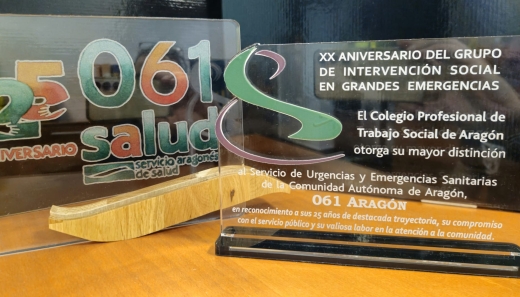 25
ANIVERSARIO
061
salud
servicio aragonés
de salud
XX ANIVERSARIO DEL GRUPO
DE INTERVENCIÓN SOCIAL
EN GRANDES EMERGENCIAS
El Colegio Profesional de
Trabajo Social de Aragón
otorga su mayor distinción
al Servicio de Urgencias y Emergencias Sanitarias
de la Comunidad Autónoma de Aragón,
061 ARAGÓN
en reconocimiento a sus 25 años de destacada trayectoria, su compromiso
con el servicio público y su valiosa labor en la atención a la comunidad.